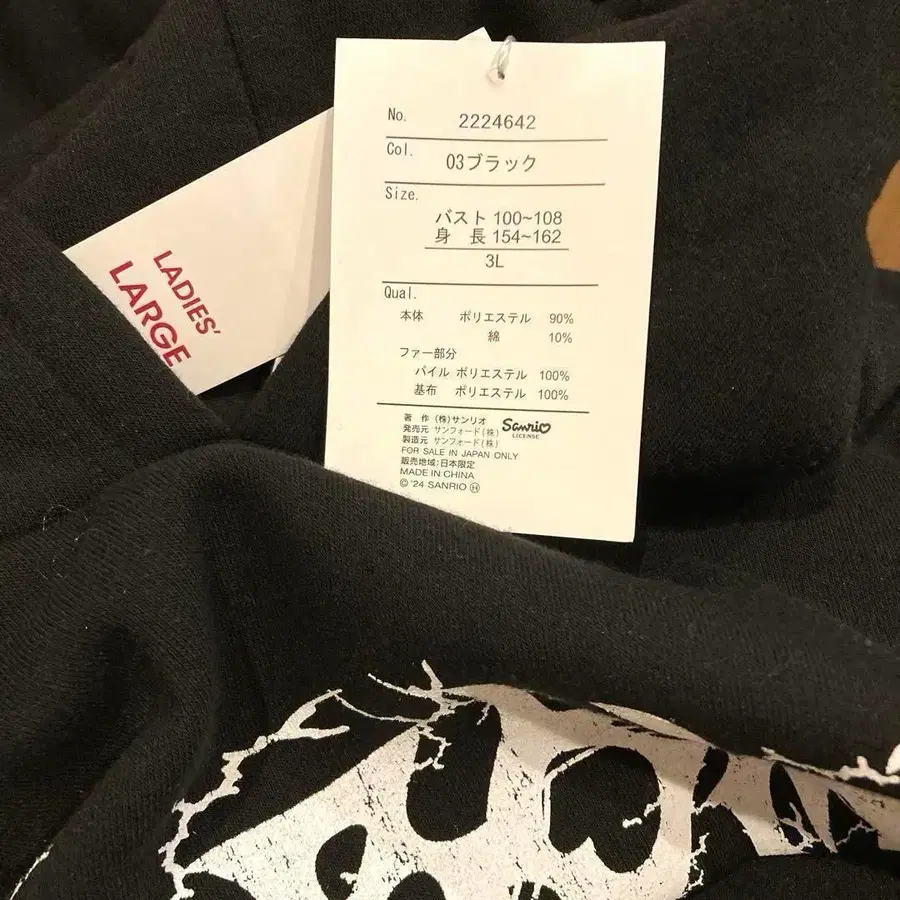 LADIES'
LARGE
No. 2224642
Col. 03ブラック
Size.
バスト 100~108
身 長 154~162
3L
Qual.
本体 ポリエステル 90%
綿 10%
ファー部分
パイル ポリエステル 100%
基布 ポリエステル 100%
著 作 (株)サンリオ
発売元 サンフォード(株)
製造元 サンフォード(株)
Sanrio
LICENSE
FOR SALE IN JAPAN ONLY
販売地域:日本限定
MADE IN CHINA
© '24 SANRIO Ⓗ